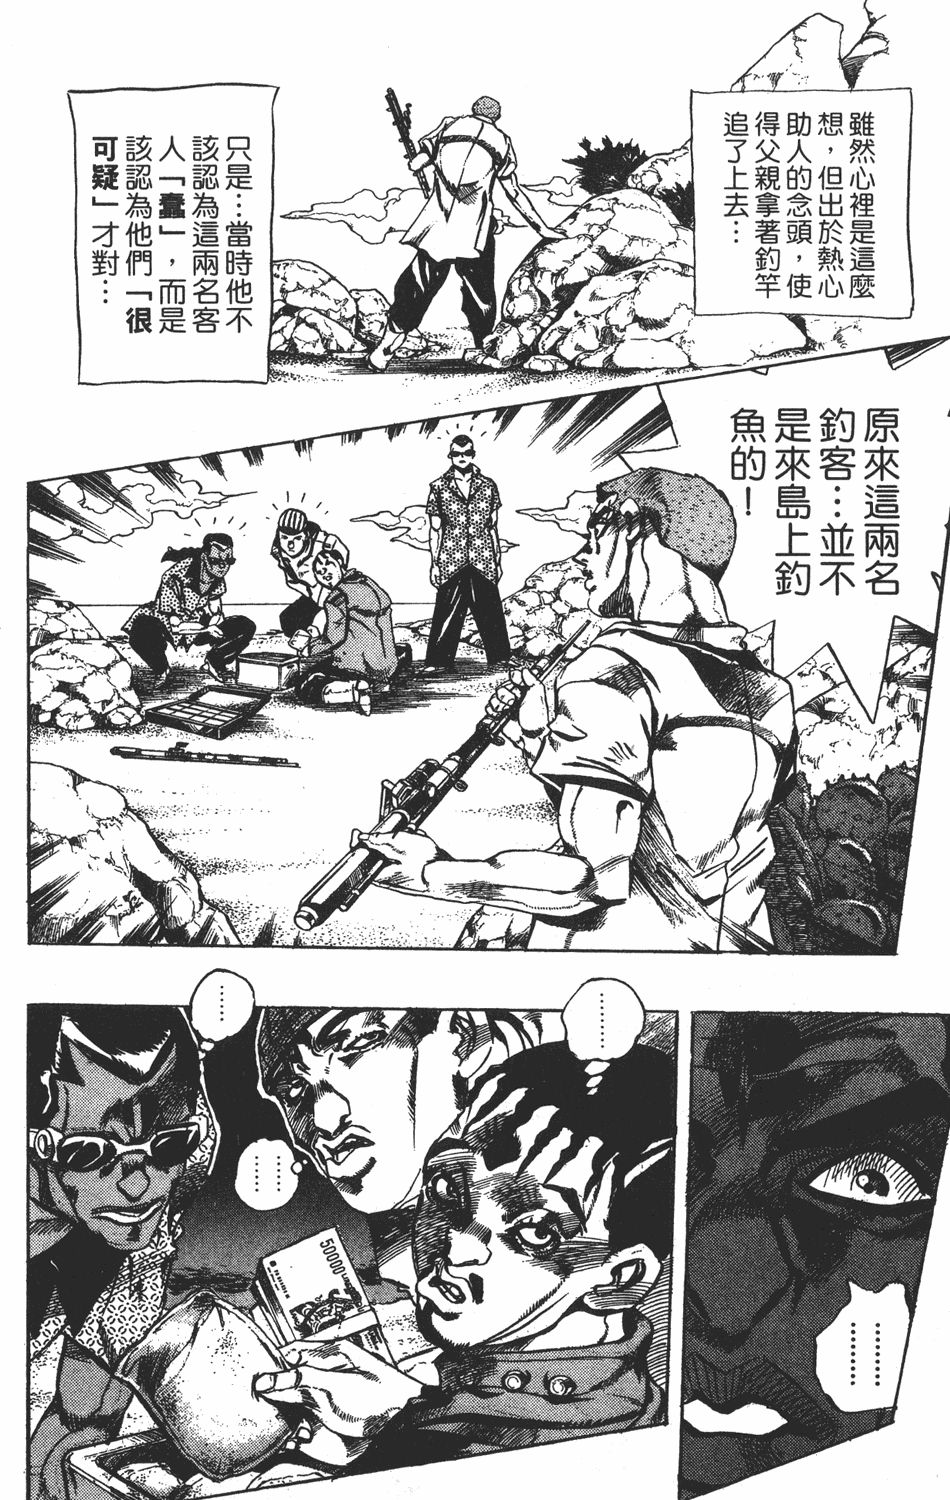 雖然心裡是這麼
想，但出於熱心
助人的念頭，使
得父親拿著釣竿
追了上去…
只是…當時他不
該認為這兩名客
人「蠢」，而是
該認為他們「很
可疑」才對…
原來這兩名
釣客…並不
是來島上釣
魚的！
………
………
………
………
50000